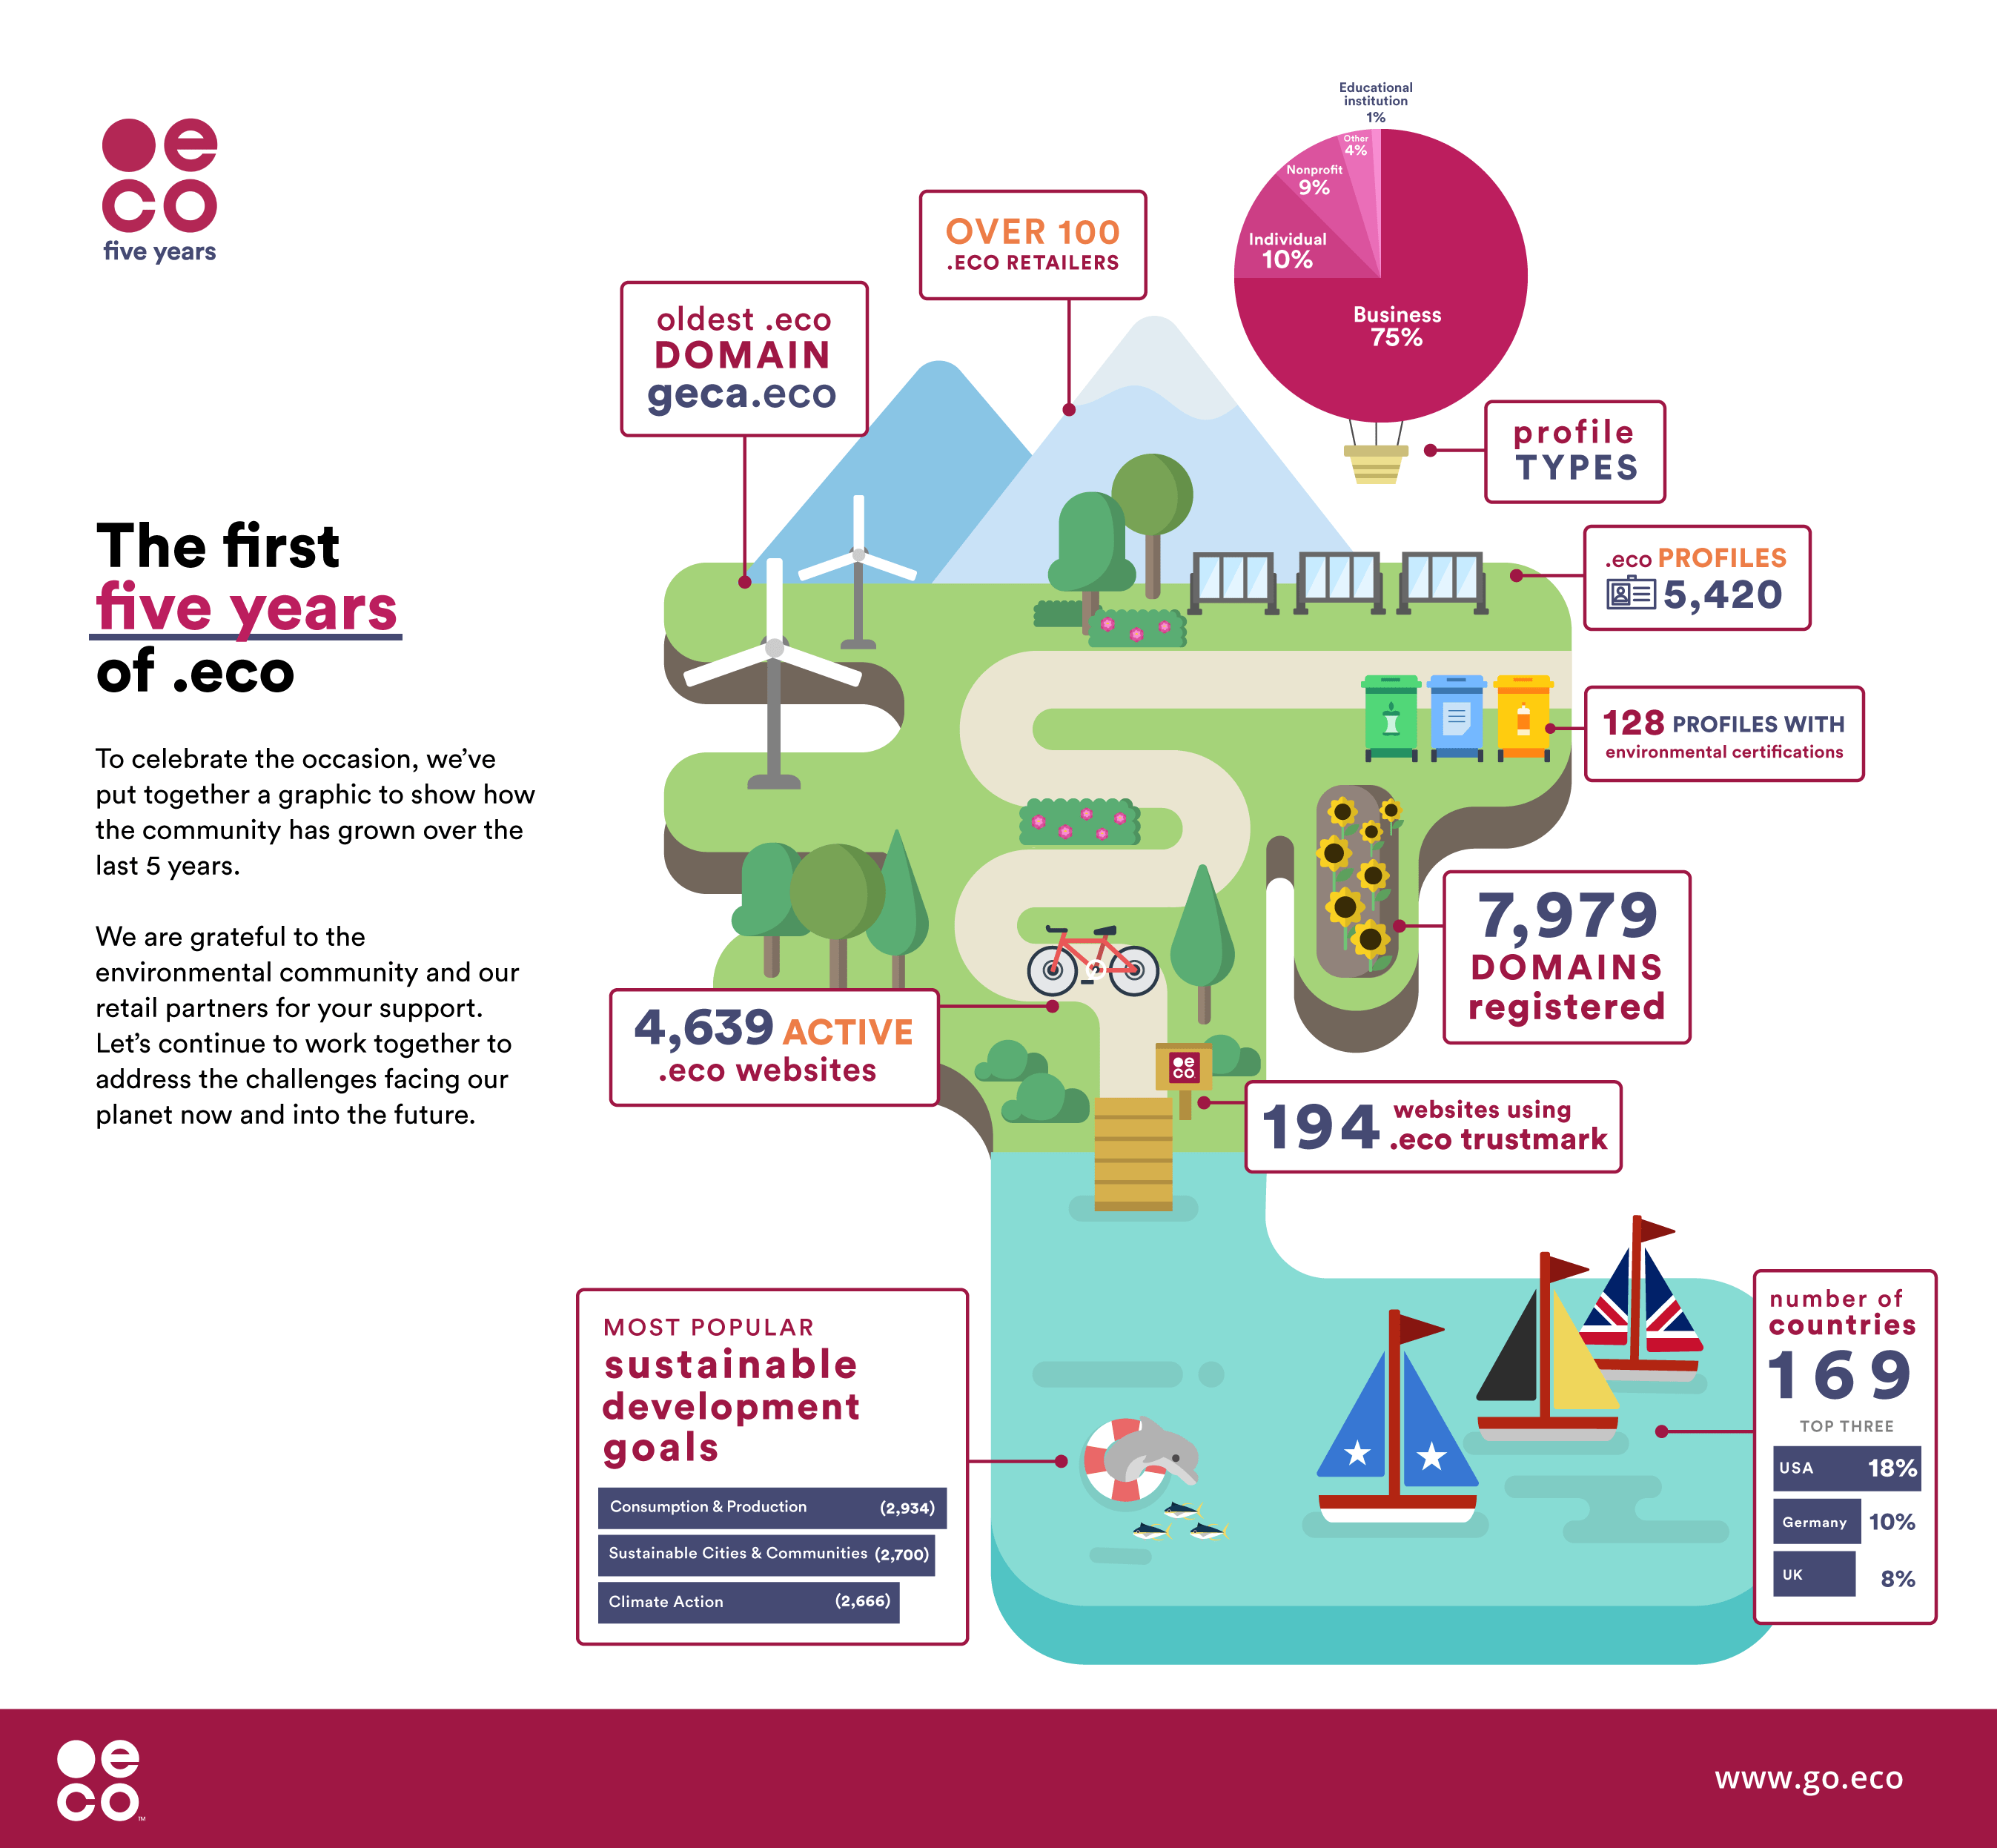 eco
five years
The first
five years
of .eco
To celebrate the occasion, we've
put together a graphic to show how
the community has grown over the
last 5 years.
We are grateful to the
environmental community and our
retail partners for your support.
Let's continue to work together to
address the challenges facing our
planet now and into the future.
oldest .eco
DOMAIN
geca.eco
OVER 100
.ECO RETAILERS
Educational
institution
1%
Other
4%
Nonprofit
9%
Individual
10%
Business
75%
profile
TYPES
.eco PROFILES
5,420
128 PROFILES WITH
environmental certifications
7,979
DOMAINS
registered
4,639 ACTIVE
.eco websites
eco
194 websites using
.eco trustmark
MOST POPULAR
sustainable
development
goals
Consumption & Production (2,934)
Sustainable Cities & Communities (2,700)
Climate Action (2,666)
number of
countries
169
TOP THREE
USA 18%
Germany 10%
UK 8%
eco
TM
www.go.eco